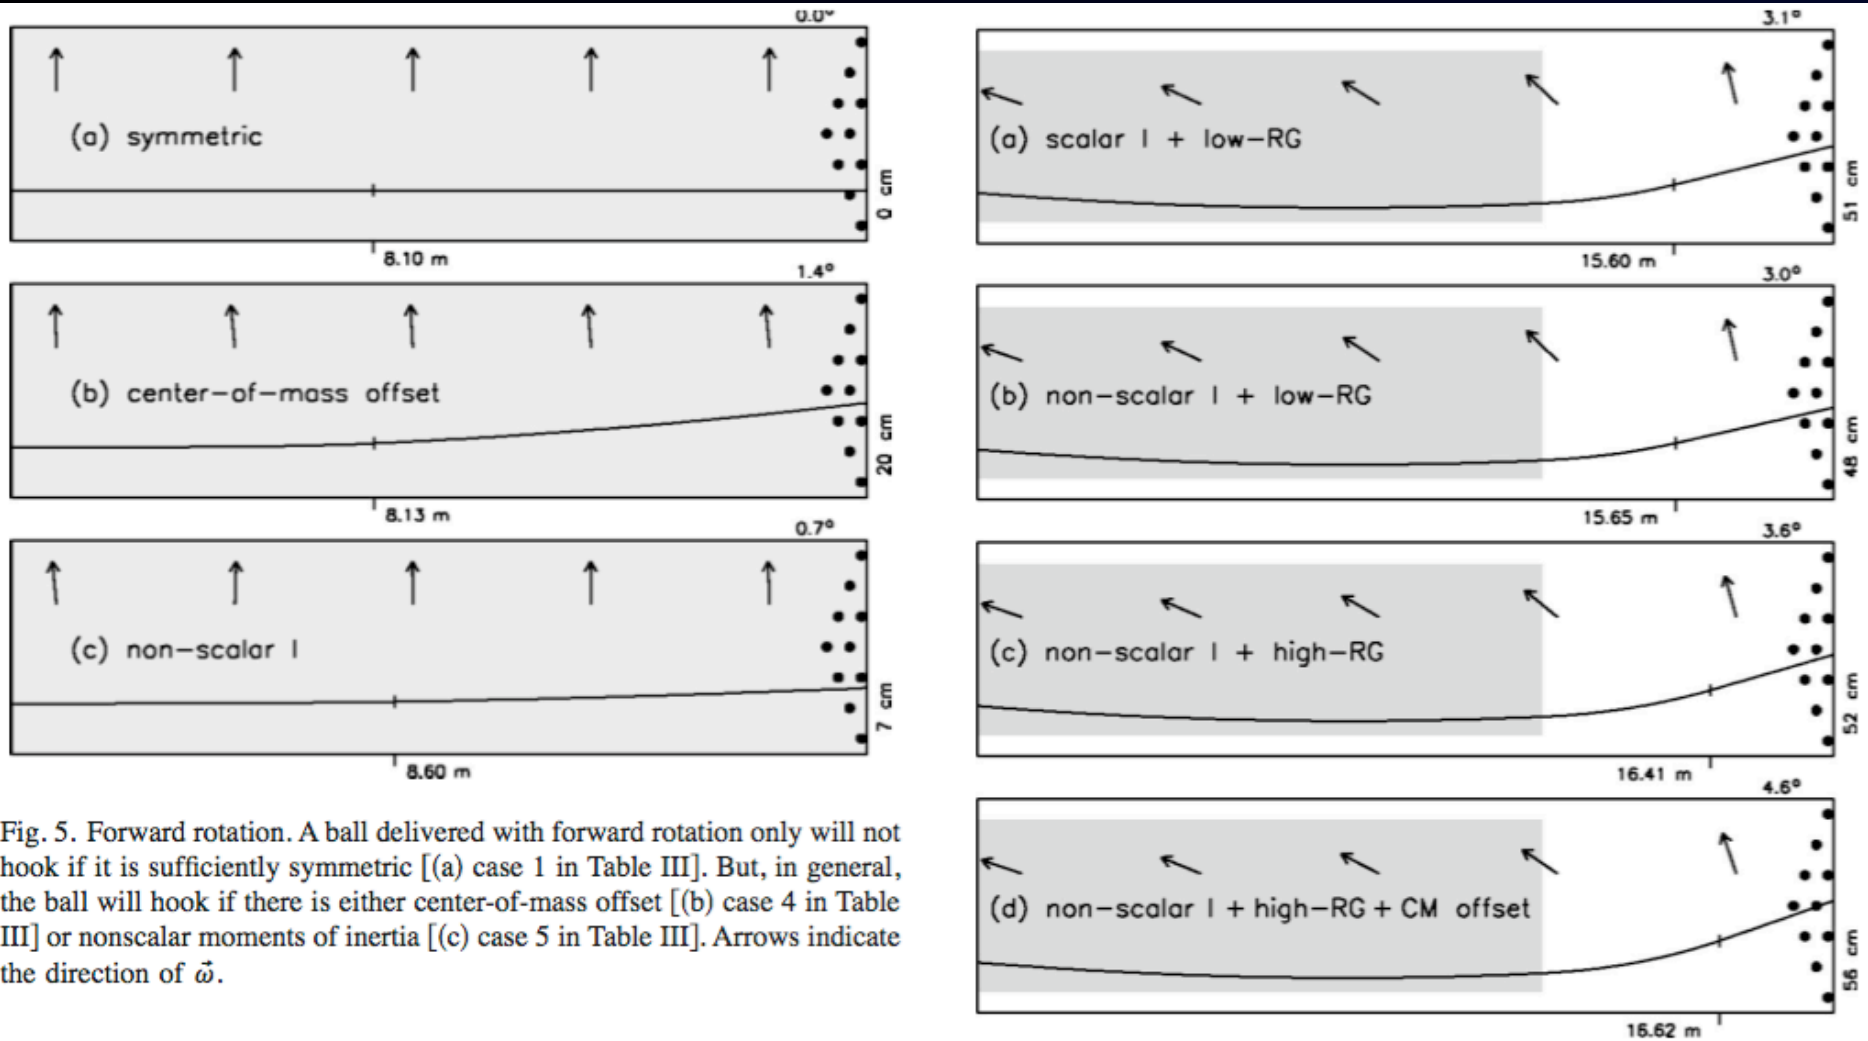 0.0°
(a) symmetric
0 cm
8.10 m
1.4°
(b) center-of-mass offset
20 cm
8.13 m
0.7°
(c) non-scalar I
7 cm
8.60 m
Fig. 5. Forward rotation. A ball delivered with forward rotation only will not
hook if it is sufficiently symmetric [(a) case 1 in Table III]. But, in general,
the ball will hook if there is either center-of-mass offset [(b) case 4 in Table
III] or nonscalar moments of inertia [(c) case 5 in Table III]. Arrows indicate
the direction of ω⃗.
3.1°
(a) scalar I + low-RG
51 cm
15.60 m
3.0°
(b) non-scalar I + low-RG
48 cm
15.65 m
3.6°
(c) non-scalar I + high-RG
52 cm
16.41 m
4.6°
(d) non-scalar I + high-RG + CM offset
56 cm
16.62 m